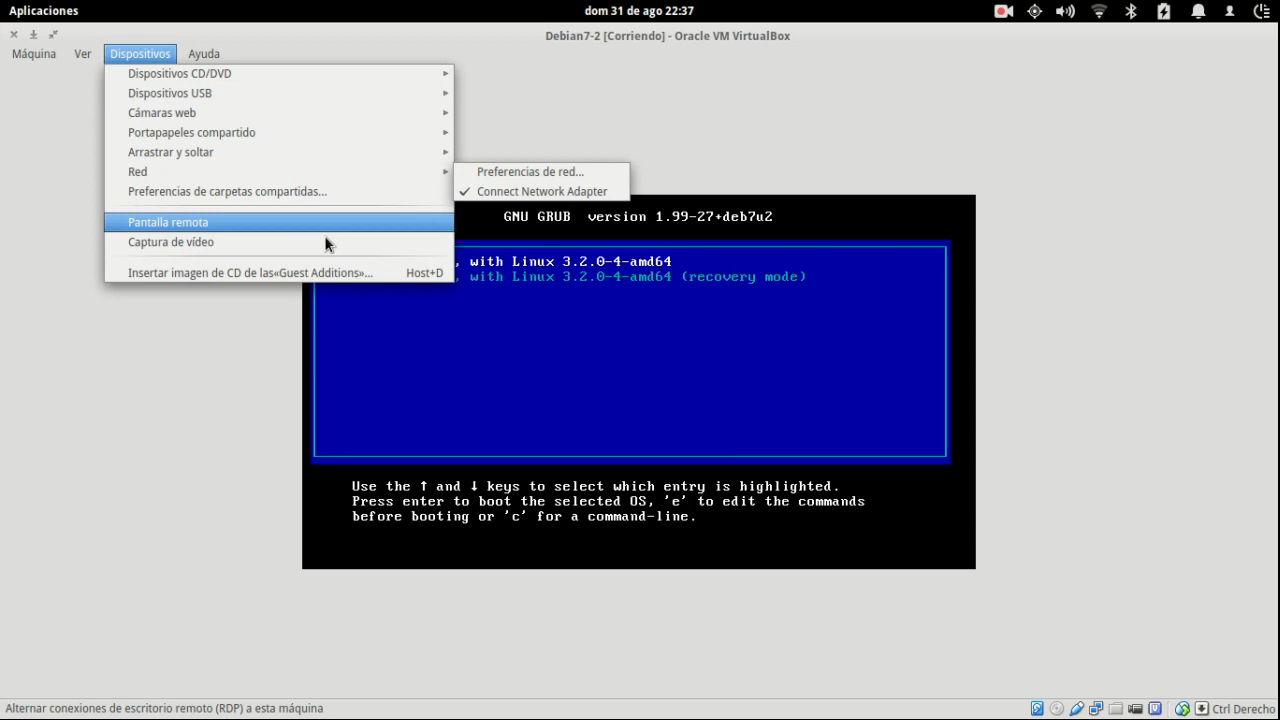 Aplicaciones
dom 31 de ago 22:37
Debian7-2 [Corriendo] - Oracle VM VirtualBox
Máquina Ver Dispositivos Ayuda
Dispositivos CD/DVD
Dispositivos USB
Cámaras web
Portapapeles compartido
Arrastrar y soltar
Red
Preferencias de carpetas compartidas...
Pantalla remota
Captura de vídeo
Insertar imagen de CD de las«Guest Additions»... Host+D
Preferencias de red...
Connect Network Adapter
GNU GRUB version 1.99-27+deb7u2
, with Linux 3.2.0-4-amd64
, with Linux 3.2.0-4-amd64 (recovery mode)
Use the ↑ and ↓ keys to select which entry is highlighted.
Press enter to boot the selected OS, 'e' to edit the commands
before booting or 'c' for a command-line.
Alternar conexiones de escritorio remoto (RDP) a esta máquina
Ctrl Derecho